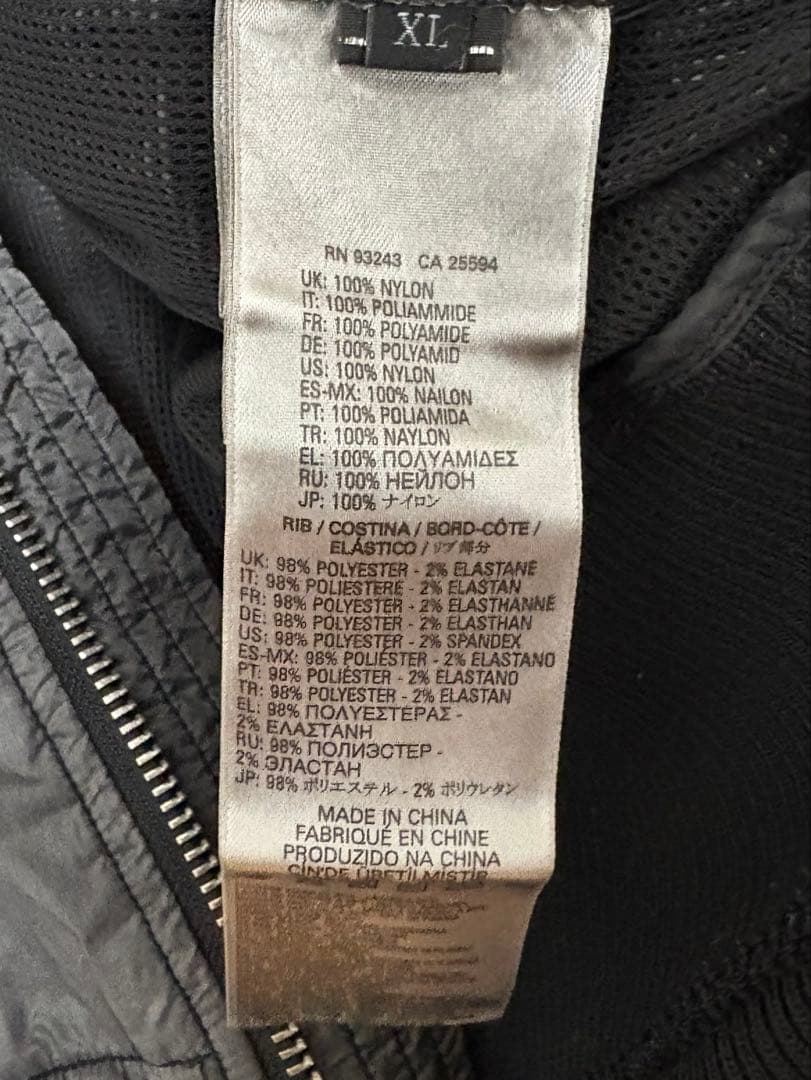 XL
RN 93243 CA 25594
UK: 100% NYLON
IT: 100% POLIAMMIDE
FR: 100% POLYAMIDE
DE: 100% POLYAMID
US: 100% NYLON
ES-MX: 100% NAILON
PT: 100% POLIAMIDA
TR: 100% NAYLON
EL: 100% ΠΟΛΥΑΜΙΔΕΣ
RU: 100% НЕЙЛОН
JP: 100% ナイロン
RIB / COSTINA / BORD-CÔTE /
ELÁSTICO / リブ部分
UK: 98% POLYESTER - 2% ELASTANE
IT: 98% POLIESTERE - 2% ELASTAN
FR: 98% POLYESTER - 2% ELASTHANNE
DE: 98% POLYESTER - 2% ELASTHAN
US: 98% POLYESTER - 2% SPANDEX
ES-MX: 98% POLIÉSTER - 2% ELASTANO
PT: 98% POLIÉSTER - 2% ELASTANO
TR: 98% POLYESTER - 2% ELASTAN
EL: 98% ΠΟΛΥΕΣΤΕΡΑΣ -
2% ΕΛΑΣΤΑΝΗ
RU: 98% ПОЛИЭСТЕР -
2% ЭЛАСТАН
JP: 98% ポリエステル - 2% ポリウレタン
MADE IN CHINA
FABRIQUÉ EN CHINE
PRODUZIDO NA CHINA
ÇİN'DE ÜRETİLMİŞTİR